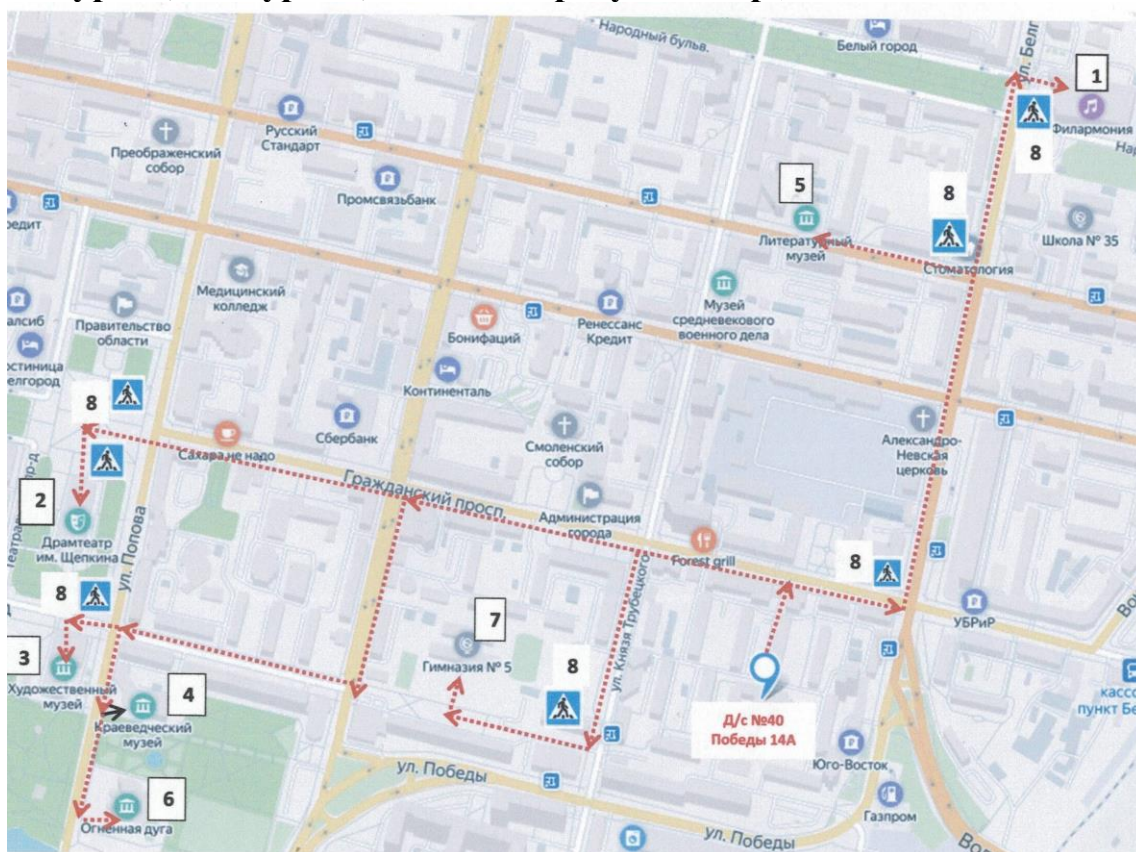 Народный бульв.
Белый город
ул. Белг
1
Филармония
8
Русский
Стандарт
Преображенский
собор
Промсвязьбанк
5
8
Литературный
музей
Школа № 35
Стоматология
Медицинский
колледж
Музей
средневекового
военного дела
Правительство
области
Бонифаций
Ренессанс
Кредит
Континенталь
8
Сбербанк
Сахара не надо
Смоленский
собор
Александро-
Невская
церковь
Гражданский просп.
2
Администрация
города
Forest grill
8
Драмтеатр
им. Щепкина
ул. Попова
УБРиР
8
7
Гимназия № 5
ул. Князя Трубецкого
8
3
Художественный
музей
4
Краеведческий
музей
Д/с №40
Победы 14А
Юго-Восток
ул. Победы
6
Огненная дуга
Газпром
ул. Победы